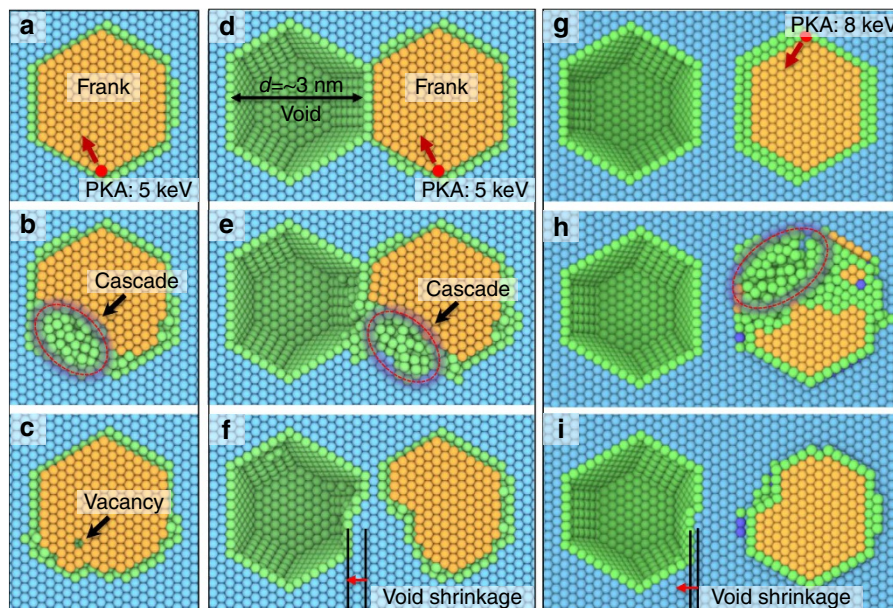 a
Frank
PKA: 5 keV
d
d=~3 nm
Void
Frank
PKA: 5 keV
g
PKA: 8 keV
b
Cascade
e
Cascade
h
c
Vacancy
f
Void shrinkage
i
Void shrinkage